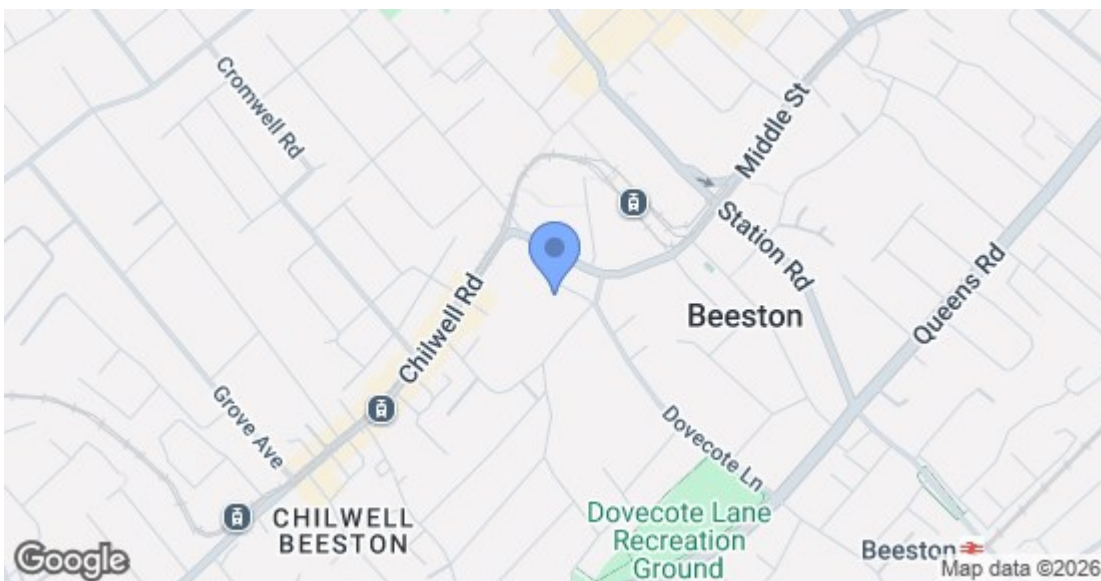 Cromwell Rd
Middle St
Station Rd
Queens Rd
Chilwell Rd
Beeston
Grove Ave
Dovecote Ln
CHILWELL
BEESTON
Dovecote Lane
Recreation
Ground
Beeston
Google
Map data ©2026